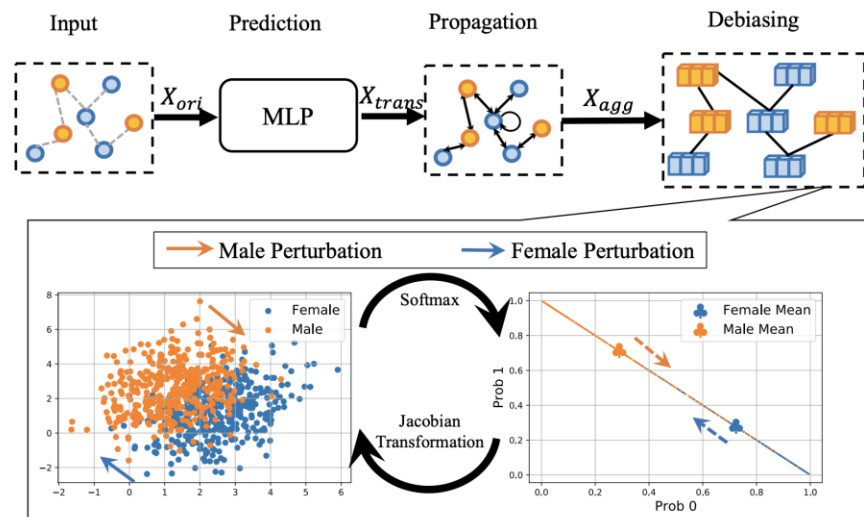 Input
Prediction
Propagation
Debiasing
X_ori
MLP
X_trans
X_agg
Male Perturbation
Female Perturbation
Female
Male
8
6
4
2
0
−2
−2
−1
0
1
2
3
4
5
6
Softmax
Jacobian
Transformation
Female Mean
Male Mean
Prob 1
1.0
0.8
0.6
0.4
0.2
0.0
0.0
0.2
0.4
0.6
0.8
1.0
Prob 0